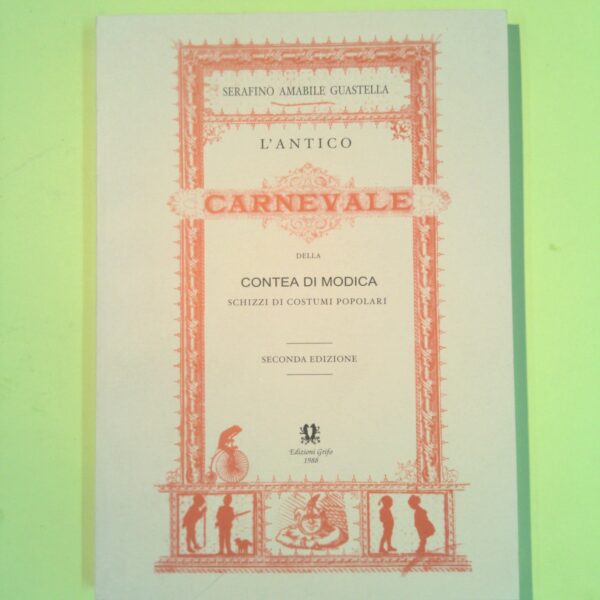 SERAFINO AMABILE GUASTELLA
L'ANTICO
CARNEVALE
DELLA
CONTEA DI MODICA
SCHIZZI DI COSTUMI POPOLARI
SECONDA EDIZIONE
Edizioni Grifo
1988